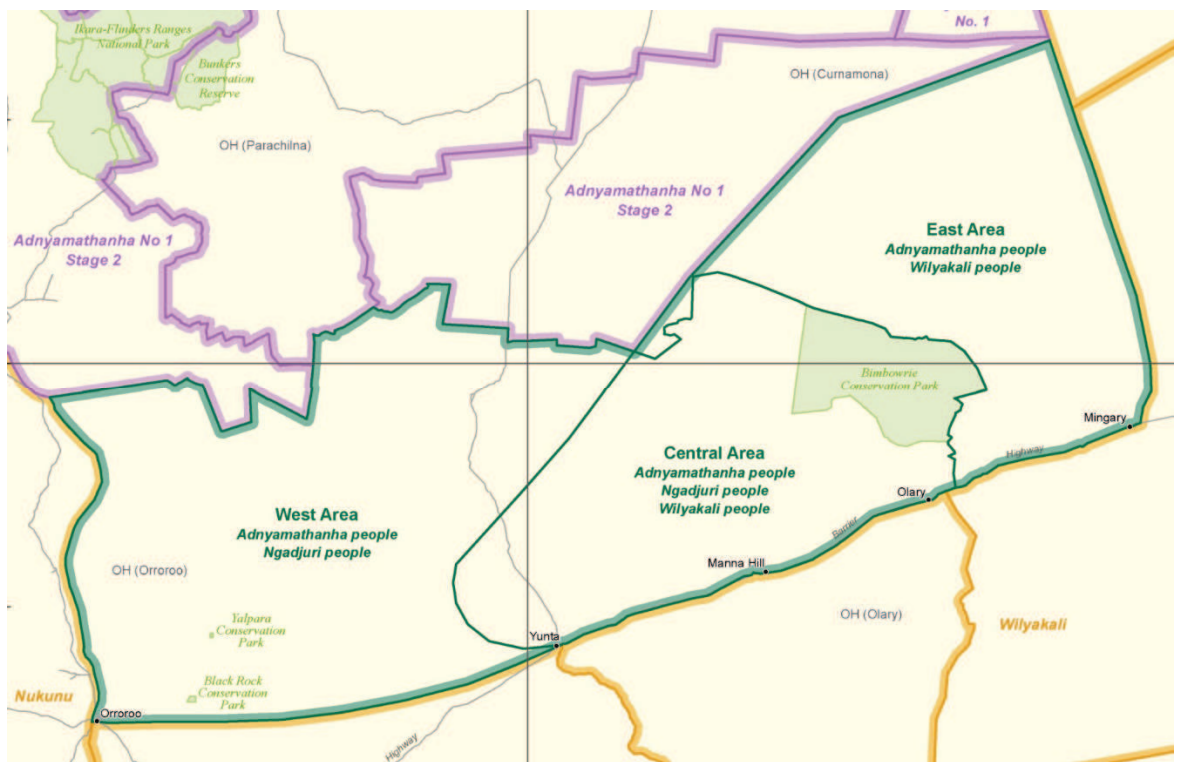 Ikara-Flinders Ranges
National Park
No. 1
Bunkers
Conservation
Reserve
OH (Curnamona)
OH (Parachilna)
Adnyamathanha No 1
Stage 2
Adnyamathanha No 1
Stage 2
East Area
Adnyamathanha people
Wilyakali people
Bimbowrie
Conservation Park
Mingary
Central Area
Adnyamathanha people
Ngadjuri people
Wilyakali people
Highway
Olary
West Area
Adnyamathanha people
Ngadjuri people
Barrier
Manna Hill
OH (Orroroo)
OH (Olary)
Yalpara
Conservation
Park
Yunta
Wilyakali
Black Rock
Conservation
Park
Nukunu
Orroroo
Highway